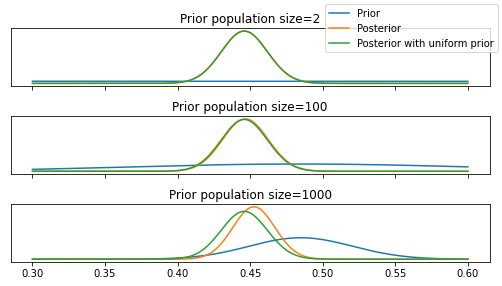 Prior population size=2
Prior
Posterior
Posterior with uniform prior
Prior population size=100
Prior population size=1000
0.30 0.35 0.40 0.45 0.50 0.55 0.60